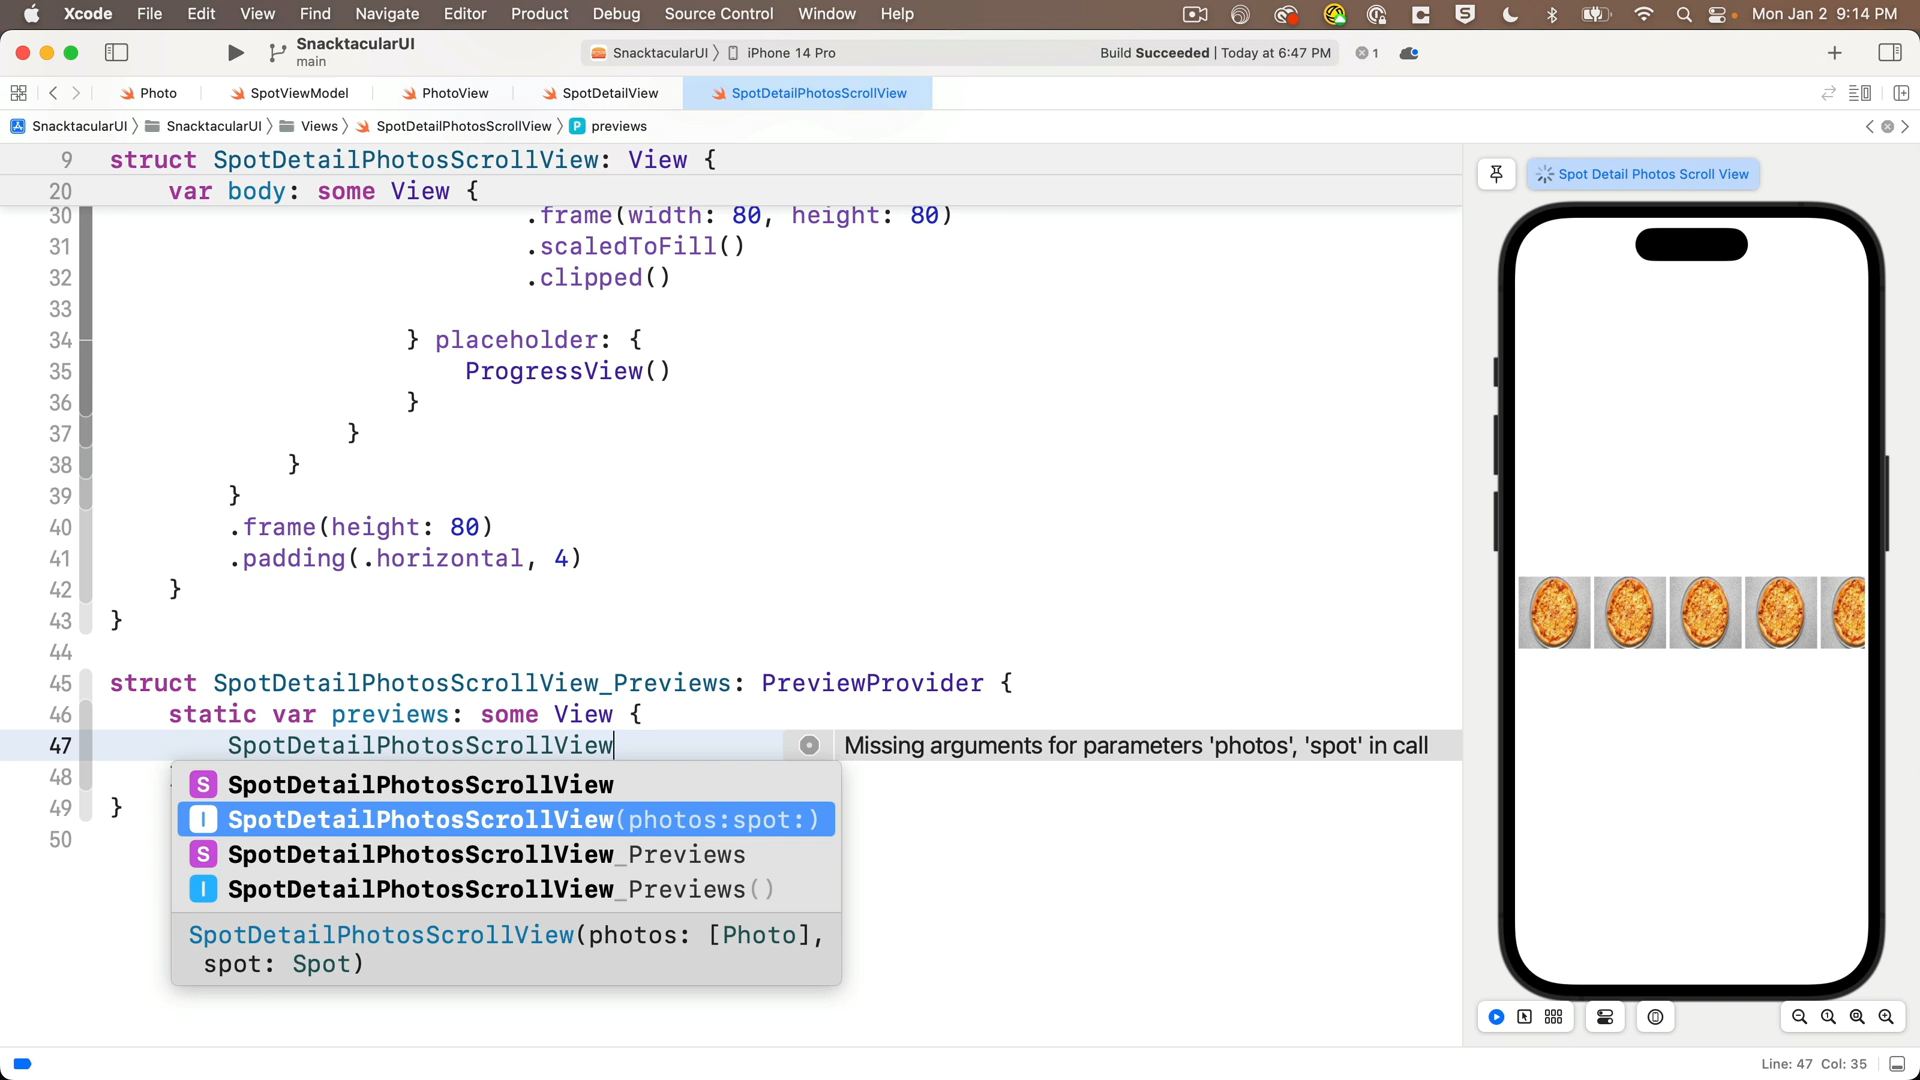 Xcode File Edit View Find Navigate Editor Product Debug Source Control Window Help Mon Jan 2 9:14 PM
SnacktacularUI
main
SnacktacularUI iPhone 14 Pro
Build Succeeded | Today at 6:47 PM
1
Photo SpotViewModel PhotoView SpotDetailView SpotDetailPhotosScrollView
SnacktacularUI SnacktacularUI Views SpotDetailPhotosScrollView P previews
9 struct SpotDetailPhotosScrollView: View {
20 var body: some View {
30 .frame(width: 80, height: 80)
31 .scaledToFill()
32 .clipped()
33
34 } placeholder: {
35 ProgressView()
36 }
37 }
38 }
39 }
40 .frame(height: 80)
41 .padding(.horizontal, 4)
42 }
43 }
44
45 struct SpotDetailPhotosScrollView_Previews: PreviewProvider {
46 static var previews: some View {
47 SpotDetailPhotosScrollView Missing arguments for parameters 'photos', 'spot' in call
48
49 }
50
S SpotDetailPhotosScrollView
I SpotDetailPhotosScrollView(photos:spot:)
S SpotDetailPhotosScrollView_Previews
I SpotDetailPhotosScrollView_Previews()
SpotDetailPhotosScrollView(photos: [Photo],
spot: Spot)
Spot Detail Photos Scroll View
Line: 47 Col: 35